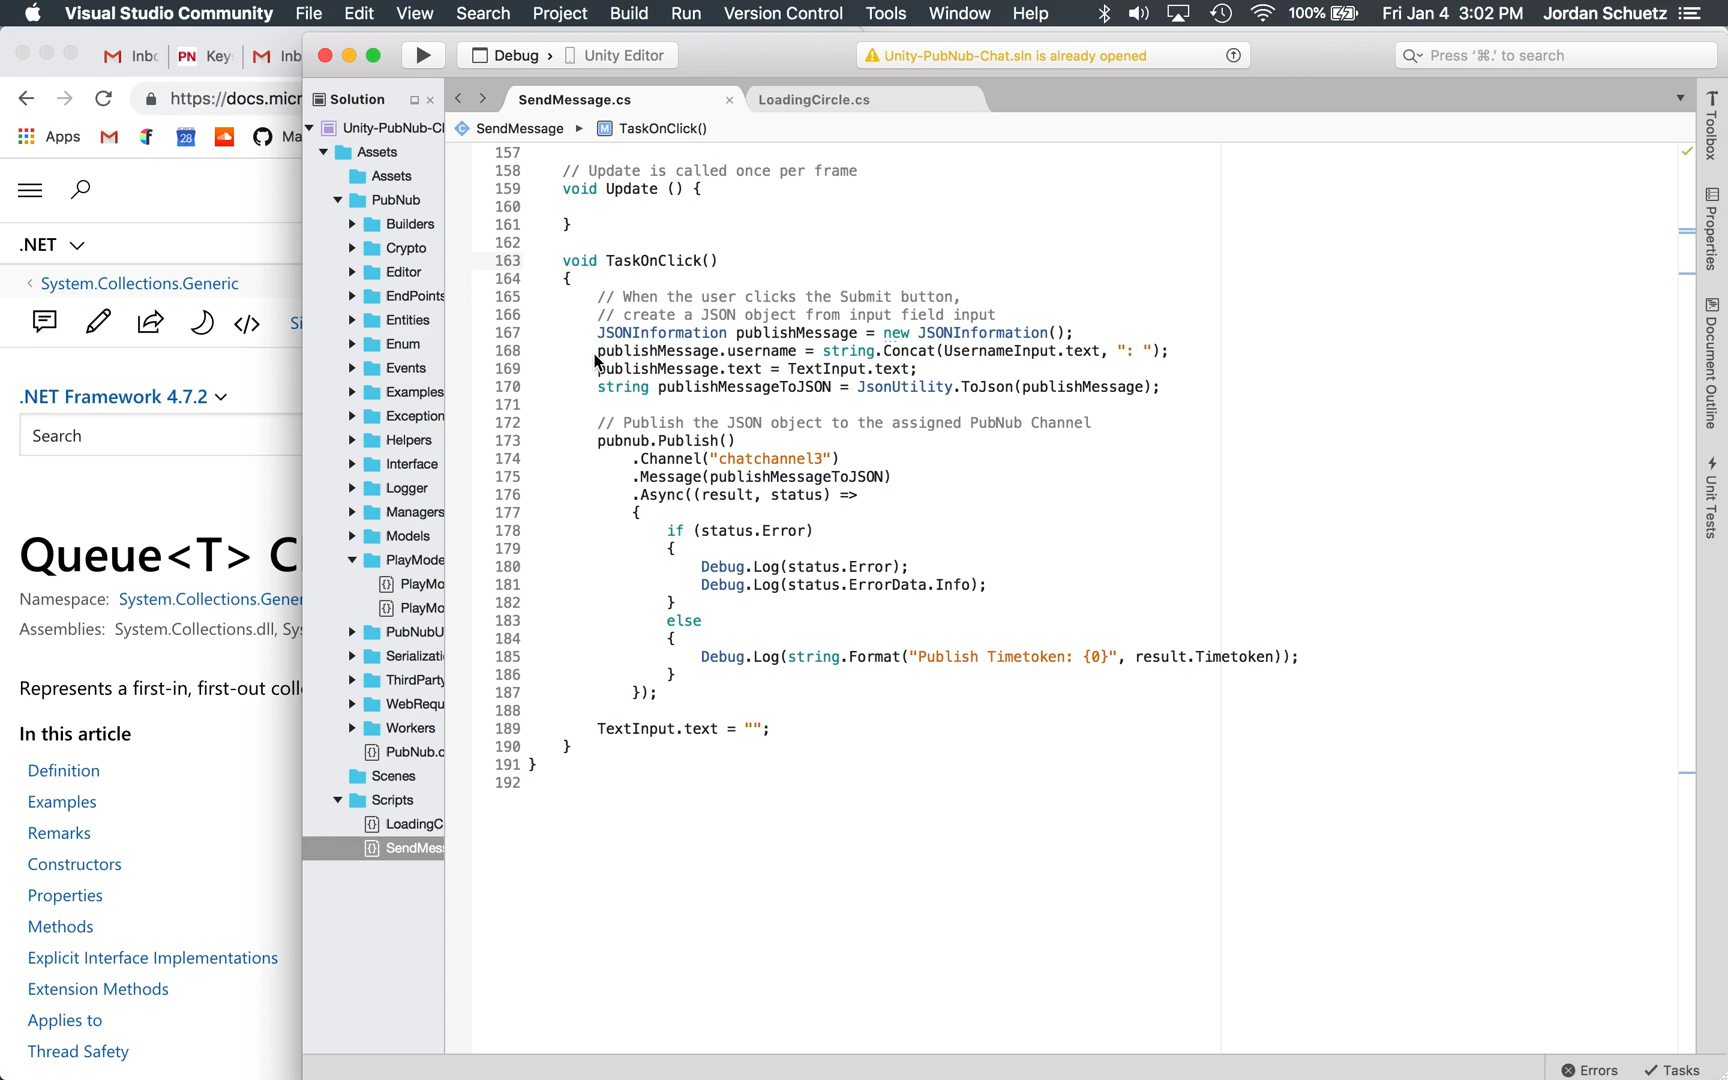 Visual Studio Community File Edit View Search Project Build Run Version Control Tools Window Help 100% Fri Jan 4 3:02 PM Jordan Schuetz
Inbc PN Key Inb
Debug › Unity Editor
Unity-PubNub-Chat.sln is already opened
Press ‘⌘.’ to search
https://docs.micr
Apps 28 Ma
.NET
System.Collections.Generic
.NET Framework 4.7.2
Search
Queue<T> C
Namespace: System.Collections.Gener
Assemblies: System.Collections.dll, Sys
Represents a first-in, first-out coll
In this article
Definition
Examples
Remarks
Constructors
Properties
Methods
Explicit Interface Implementations
Extension Methods
Applies to
Thread Safety
Solution
Unity-PubNub-Cl
Assets
Assets
PubNub
Builders
Crypto
Editor
EndPoints
Entities
Enum
Events
Examples
Exception
Helpers
Interface
Logger
Managers
Models
PlayMode
PlayMo
PlayMo
PubNubU
Serializati
ThirdParty
WebRequ
Workers
PubNub.c
Scenes
Scripts
LoadingC
SendMess
SendMessage.cs × LoadingCircle.cs
SendMessage ▸ M TaskOnClick()
157
158 // Update is called once per frame
159 void Update () {
160
161 }
162
163 void TaskOnClick()
164 {
165 // When the user clicks the Submit button,
166 // create a JSON object from input field input
167 JSONInformation publishMessage = new JSONInformation();
168 publishMessage.username = string.Concat(UsernameInput.text, ": ");
169 publishMessage.text = TextInput.text;
170 string publishMessageToJSON = JsonUtility.ToJson(publishMessage);
171
172 // Publish the JSON object to the assigned PubNub Channel
173 pubnub.Publish()
174 .Channel("chatchannel3")
175 .Message(publishMessageToJSON)
176 .Async((result, status) =>
177 {
178 if (status.Error)
179 {
180 Debug.Log(status.Error);
181 Debug.Log(status.ErrorData.Info);
182 }
183 else
184 {
185 Debug.Log(string.Format("Publish Timetoken: {0}", result.Timetoken));
186 }
187 });
188
189 TextInput.text = "";
190 }
191 }
192
Toolbox
Properties
Document Outline
Unit Tests
Errors Tasks